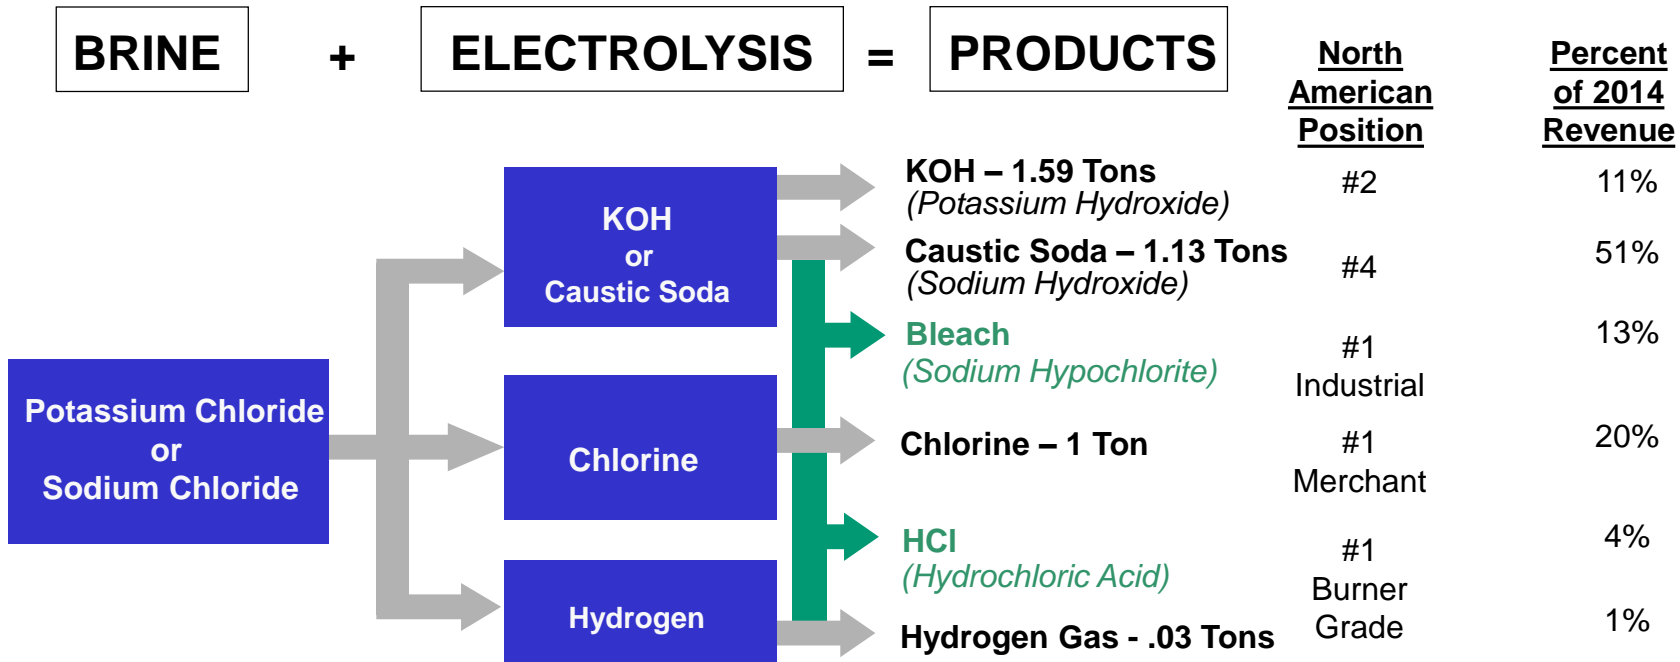 BRINE + ELECTROLYSIS = PRODUCTS
North
American
Position
Percent
of 2014
Revenue
Potassium Chloride
or
Sodium Chloride
KOH
or
Caustic Soda
Chlorine
Hydrogen
KOH – 1.59 Tons
(Potassium Hydroxide)
#2
11%
Caustic Soda – 1.13 Tons
(Sodium Hydroxide)
#4
51%
Bleach
(Sodium Hypochlorite)
#1
Industrial
13%
Chlorine – 1 Ton
#1
Merchant
20%
HCl
(Hydrochloric Acid)
#1
Burner
Grade
4%
Hydrogen Gas - .03 Tons
1%